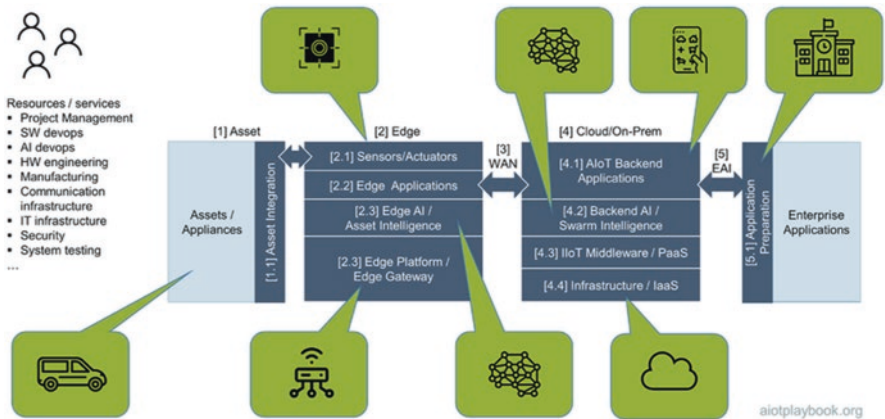 Resources / services
▪ Project Management
▪ SW devops
▪ AI devops
▪ HW engineering
▪ Manufacturing
▪ Communication
infrastructure
▪ IT infrastructure
▪ Security
▪ System testing
...
[1] Asset
Assets /
Appliances
[1.1] Asset Integration
[2] Edge
[2.1] Sensors/Actuators
[2.2] Edge Applications
[2.3] Edge AI /
Asset Intelligence
[2.3] Edge Platform /
Edge Gateway
[3]
WAN
[4] Cloud/On-Prem
[4.1] AIoT Backend
Applications
[4.2] Backend AI /
Swarm Intelligence
[4.3] IIoT Middleware / PaaS
[4.4] Infrastructure / IaaS
[5]
EAI
[5.1] Application
Preparation
Enterprise
Applications
aiotplaybook.org